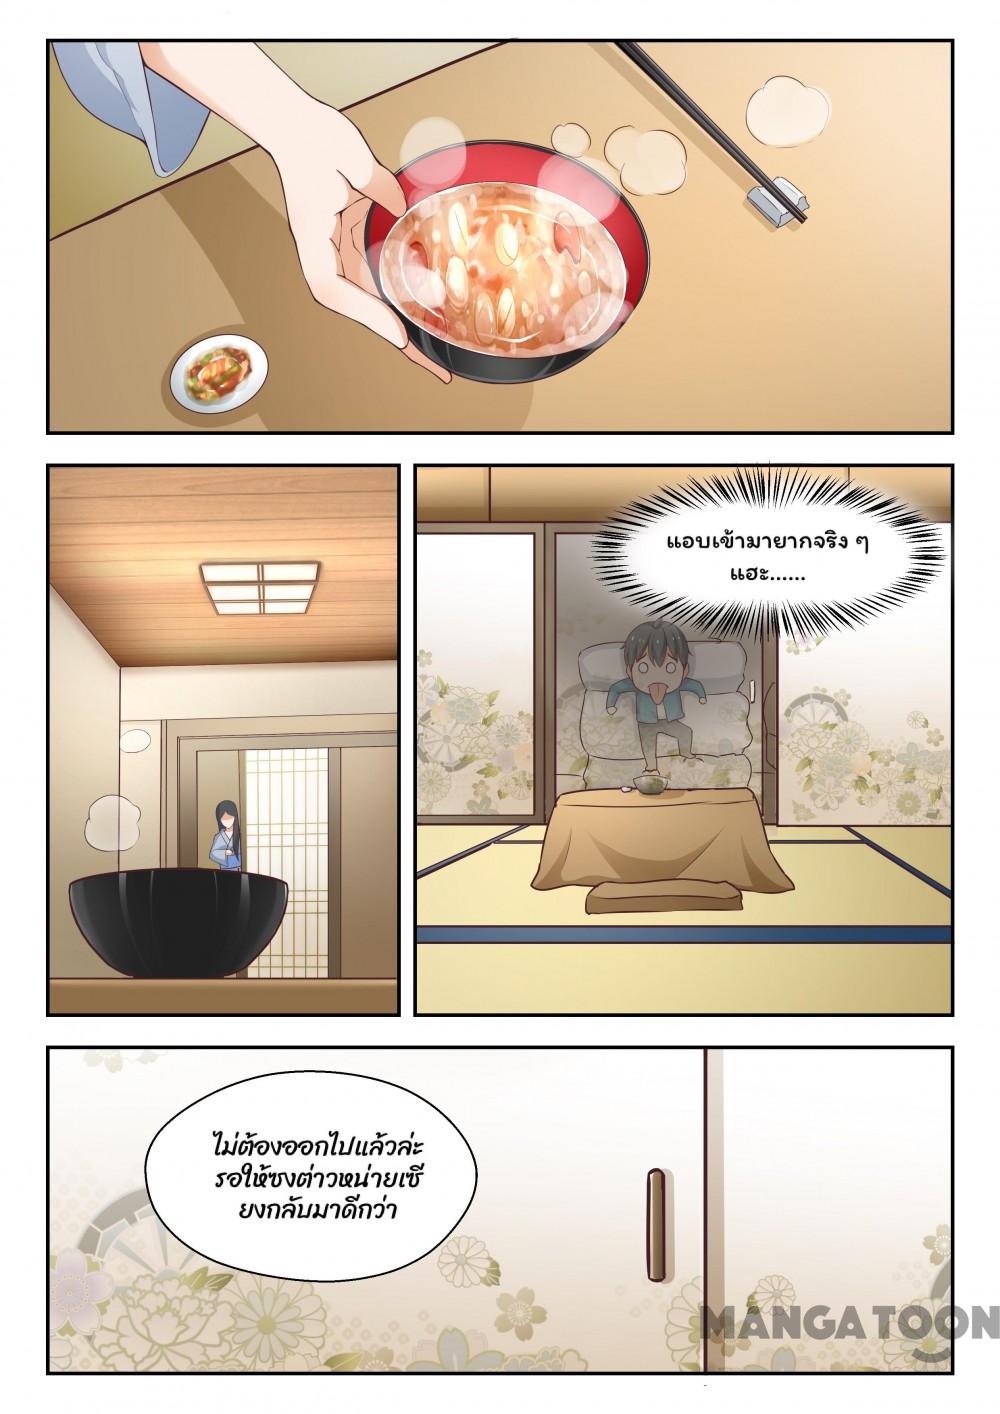 แอบเข้ามายากจริง ๆ
แฮะ......
ไม่ต้องออกไปแล้วล่ะ
รอให้ซงต่าวหน่ายเซี
ยงกลับมาดีกว่า
MANGATOON